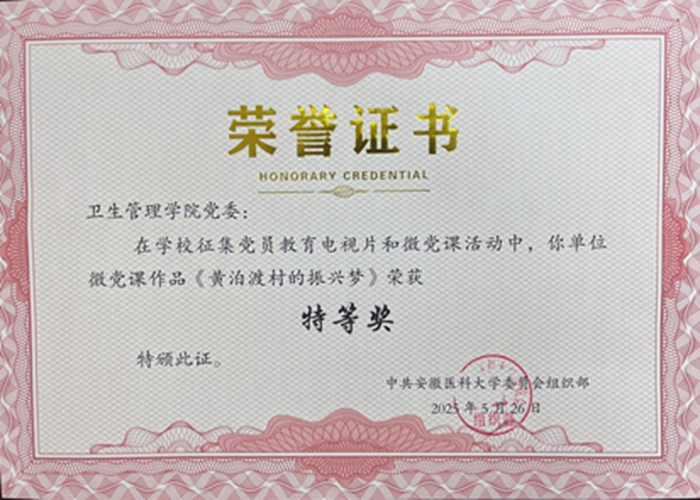 荣誉证书
HONORARY CREDENTIAL
卫生管理学院党委：
在学校征集党员教育电视片和微党课活动中，你单位
微党课作品《黄泊渡村的振兴梦》荣获
特等奖
特颁此证。
中共安徽医科大学委员会组织部
2025年5月26日
组织部